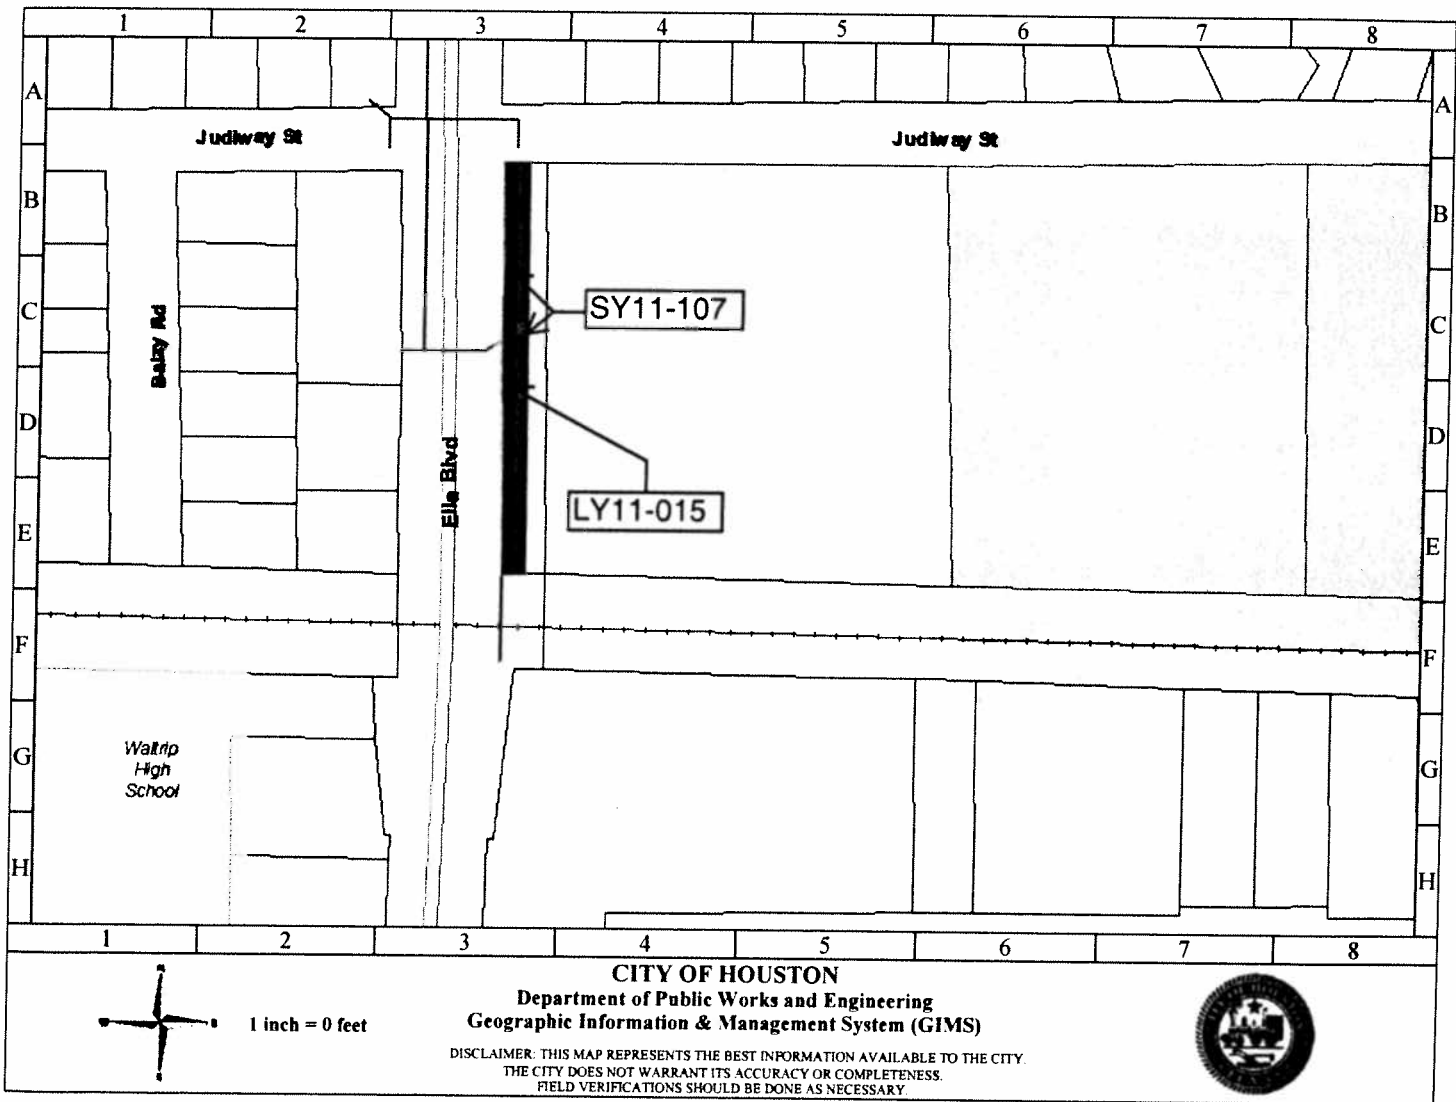 1 2 3 4 5 6 7 8
A A
Judiway St Judiway St
B B
C C
SY11-107
Balzy Rd
D D
Ella Blvd
LY11-015
E E
F F
Waltrip
High
School
G G
H H
1 2 3 4 5 6 7 8
CITY OF HOUSTON
Department of Public Works and Engineering
Geographic Information & Management System (GIMS)
1 inch = 0 feet
DISCLAIMER: THIS MAP REPRESENTS THE BEST INFORMATION AVAILABLE TO THE CITY.
THE CITY DOES NOT WARRANT ITS ACCURACY OR COMPLETENESS.
FIELD VERIFICATIONS SHOULD BE DONE AS NECESSARY.